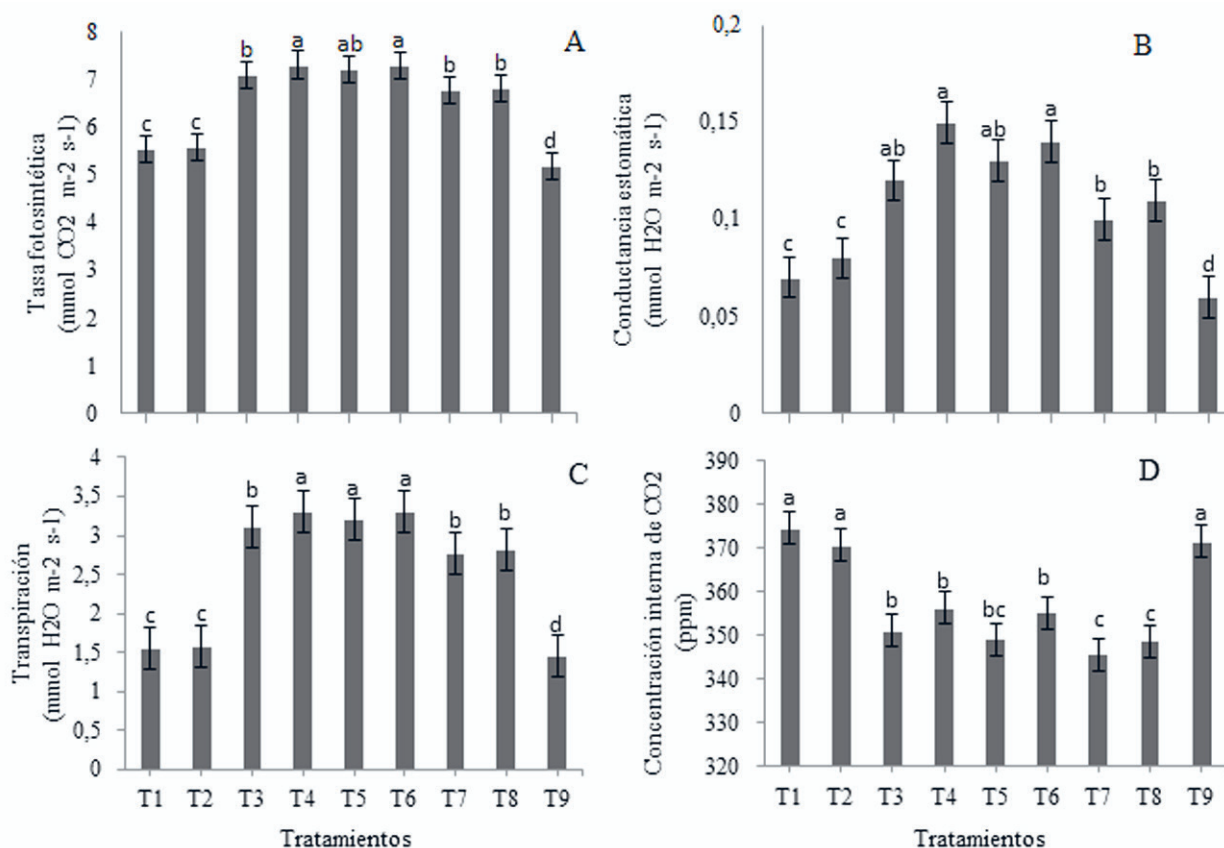 A
Tasa fotosintética
(mmol CO2 m-2 s-1)
8
7
6
5
4
3
2
1
0
c c b a ab a b b d
B
Conductancia estomática
(mmol H2O m-2 s-1)
0,2
0,15
0,1
0,05
0
c c ab a ab a b b d
C
Transpiración
(mmol H2O m-2 s-1)
4
3,5
3
2,5
2
1,5
1
0,5
0
c c b a a a b b d
T1 T2 T3 T4 T5 T6 T7 T8 T9
Tratamientos
D
Concentración interna de CO2
(ppm)
390
380
370
360
350
340
330
320
a a b a bc b c c a
T1 T2 T3 T4 T5 T6 T7 T8 T9
Tratamientos